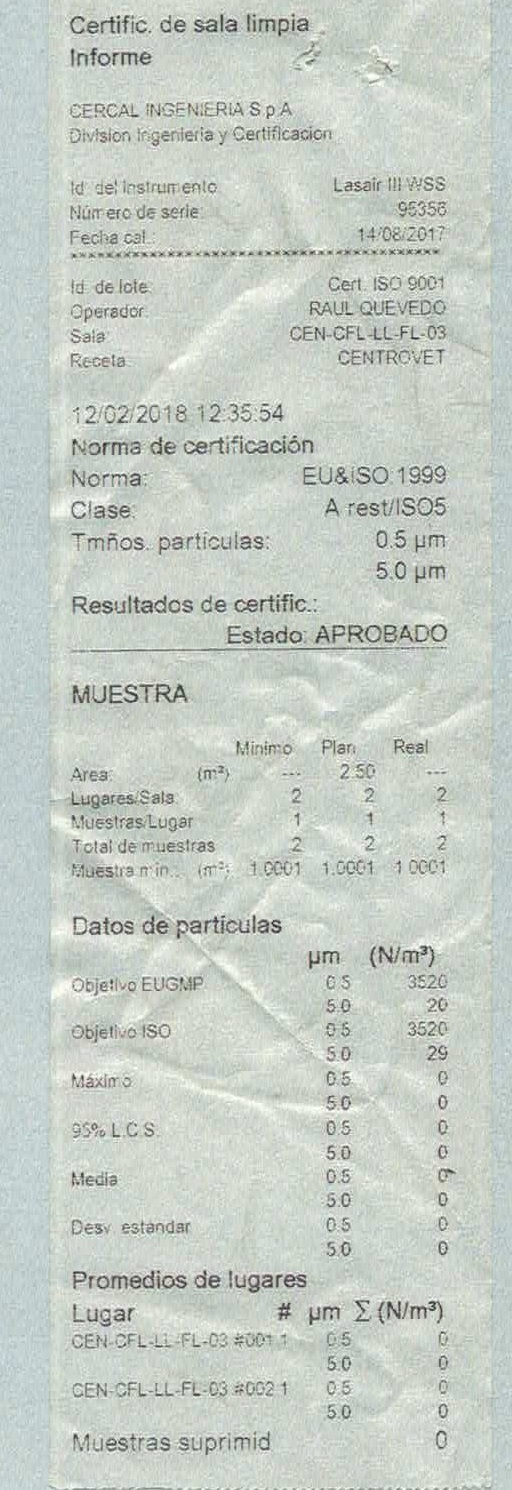 Certific. de sala limpia
Informe
CERCAL INGENIERIA S p A
Division Ingenieria y Certificacion
Id. del instrumento: Lasair III WSS
Número de serie: 95356
Fecha cal.: 14/08/2017
Id. de lote: Cert. ISO 9001
Operador: RAUL QUEVEDO
Sala: CEN-CFL-LL-FL-03
Receta: CENTROVET
12/02/2018 12:35:54
Norma de certificación
Norma: EU&ISO:1999
Clase: A rest/ISO5
Tmños. partículas: 0.5 µm
5.0 µm
Resultados de certific.:
Estado: APROBADO
MUESTRA
Mínimo Plan Real
Area: (m²) --- 2.50 ---
Lugares/Sala: 2 2 2
Muestras/Lugar 1 1 1
Total de muestras 2 2 2
Muestra mín.: (m³) 1.0001 1.0001 1.0001
Datos de partículas
µm (N/m³)
Objetivo EUGMP 0.5 3520
5.0 20
Objetivo ISO 0.5 3520
5.0 29
Máximo 0.5 0
5.0 0
95% L.C.S. 0.5 0
5.0 0
Media 0.5 0
5.0 0
Desv. estándar 0.5 0
5.0 0
Promedios de lugares
Lugar # µm Σ (N/m³)
CEN-CFL-LL-FL-03 #001 1 0.5 0
5.0 0
CEN-CFL-LL-FL-03 #002 1 0.5 0
5.0 0
Muestras suprimid 0